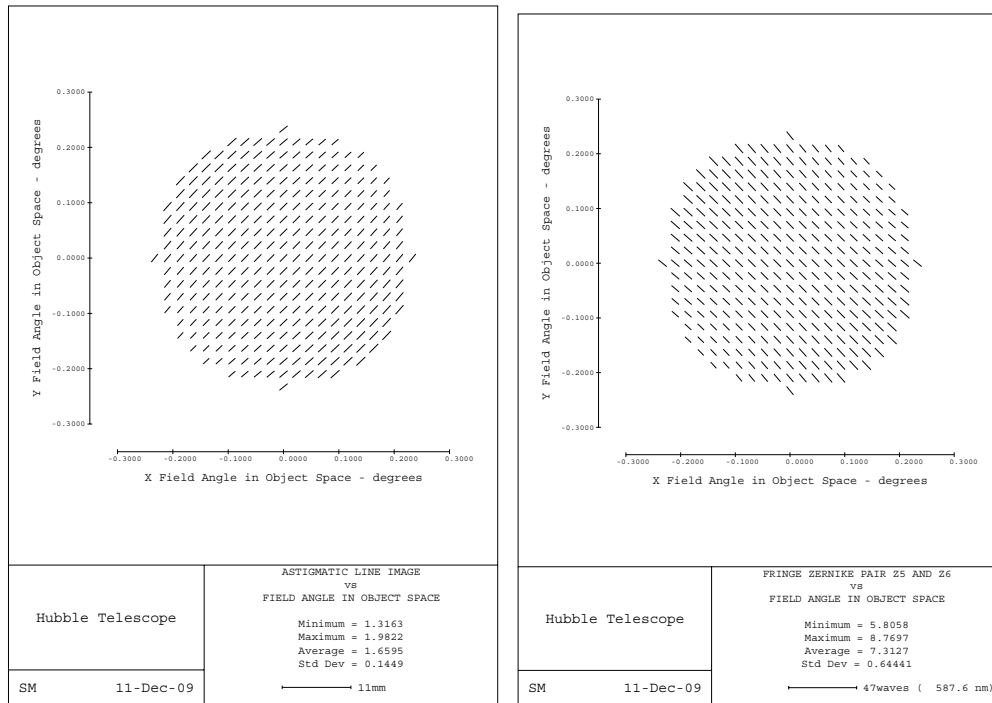 0.3000
0.2000
0.1000
0.0000
-0.1000
-0.2000
-0.3000
Y Field Angle in Object Space - degrees
-0.3000 -0.2000 -0.1000 0.0000 0.1000 0.2000 0.3000
X Field Angle in Object Space - degrees
Hubble Telescope
SM 11-Dec-09
ASTIGMATIC LINE IMAGE
vs
FIELD ANGLE IN OBJECT SPACE
Minimum = 1.3163
Maximum = 1.9822
Average = 1.6595
Std Dev = 0.1449
11mm
0.3000
0.2000
0.1000
0.0000
-0.1000
-0.2000
-0.3000
Y Field Angle in Object Space - degrees
-0.3000 -0.2000 -0.1000 0.0000 0.1000 0.2000 0.3000
X Field Angle in Object Space - degrees
Hubble Telescope
SM 11-Dec-09
FRINGE ZERNIKE PAIR Z5 AND Z6
vs
FIELD ANGLE IN OBJECT SPACE
Minimum = 5.8058
Maximum = 8.7697
Average = 7.3127
Std Dev = 0.64441
47waves ( 587.6 nm)